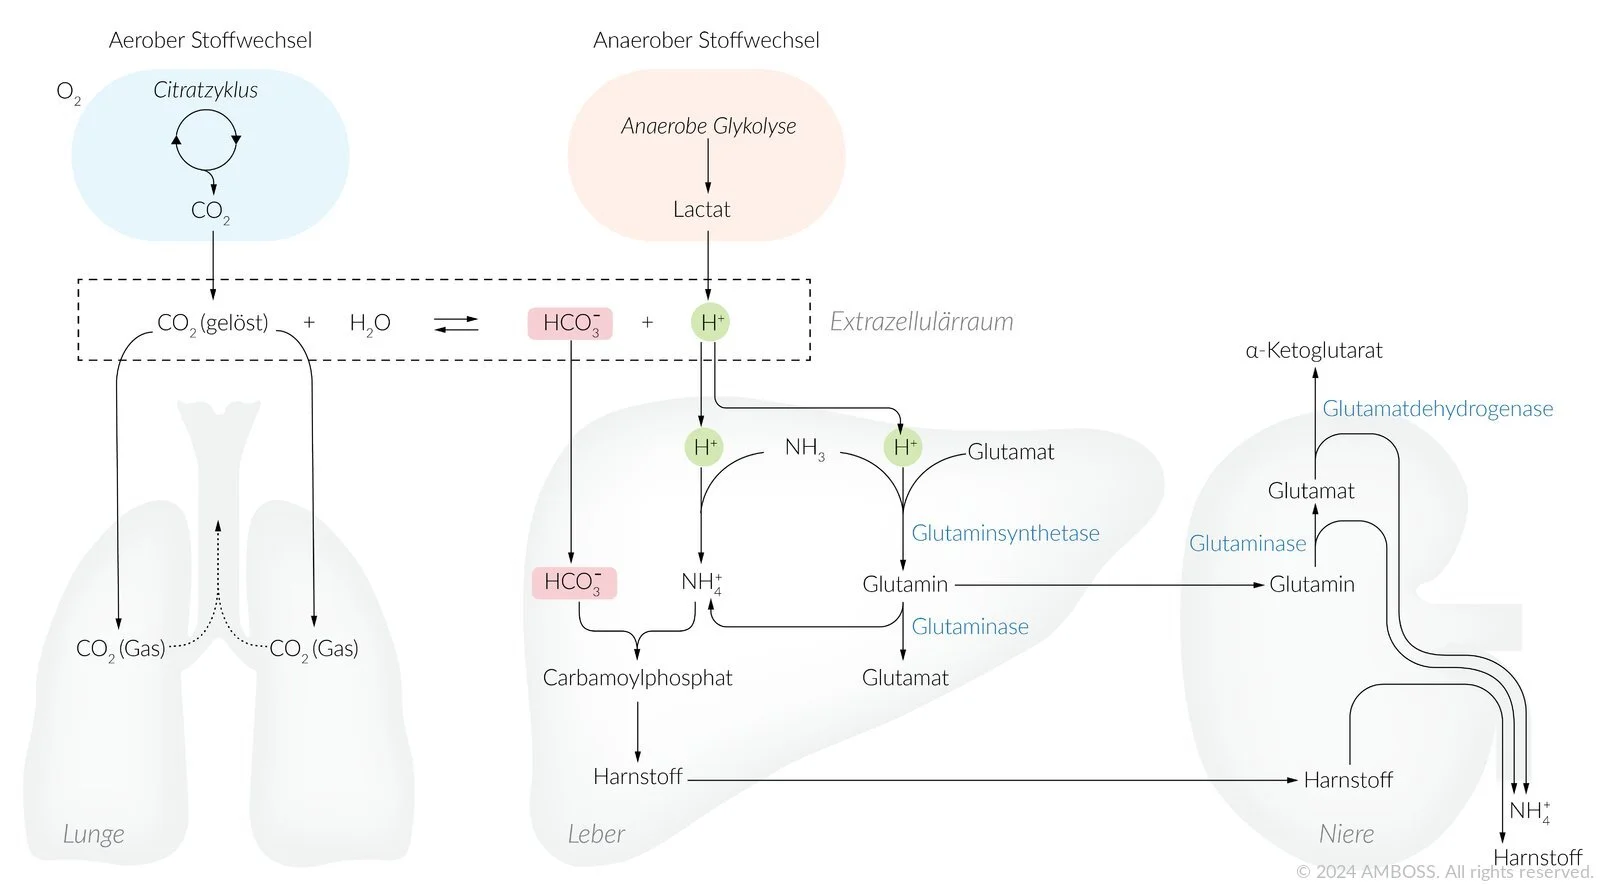 Aerober Stoffwechsel
Anaerober Stoffwechsel
O₂
Citratzyklus
CO₂
Anaerobe Glykolyse
Lactat
CO₂ (gelöst) + H₂O ⇌ HCO₃⁻ + H⁺
Extrazellulärraum
H⁺
NH₃
H⁺
Glutamat
Glutaminsynthetase
HCO₃⁻
NH₄⁺
Glutamin
Glutaminase
Carbamoylphosphat
Glutamat
Harnstoff
CO₂ (Gas)
CO₂ (Gas)
Lunge
Leber
α-Ketoglutarat
Glutamatdehydrogenase
Glutamat
Glutaminase
Glutamin
Harnstoff
NH₄⁺
Niere
Harnstoff
© 2024 AMBOSS. All rights reserved.